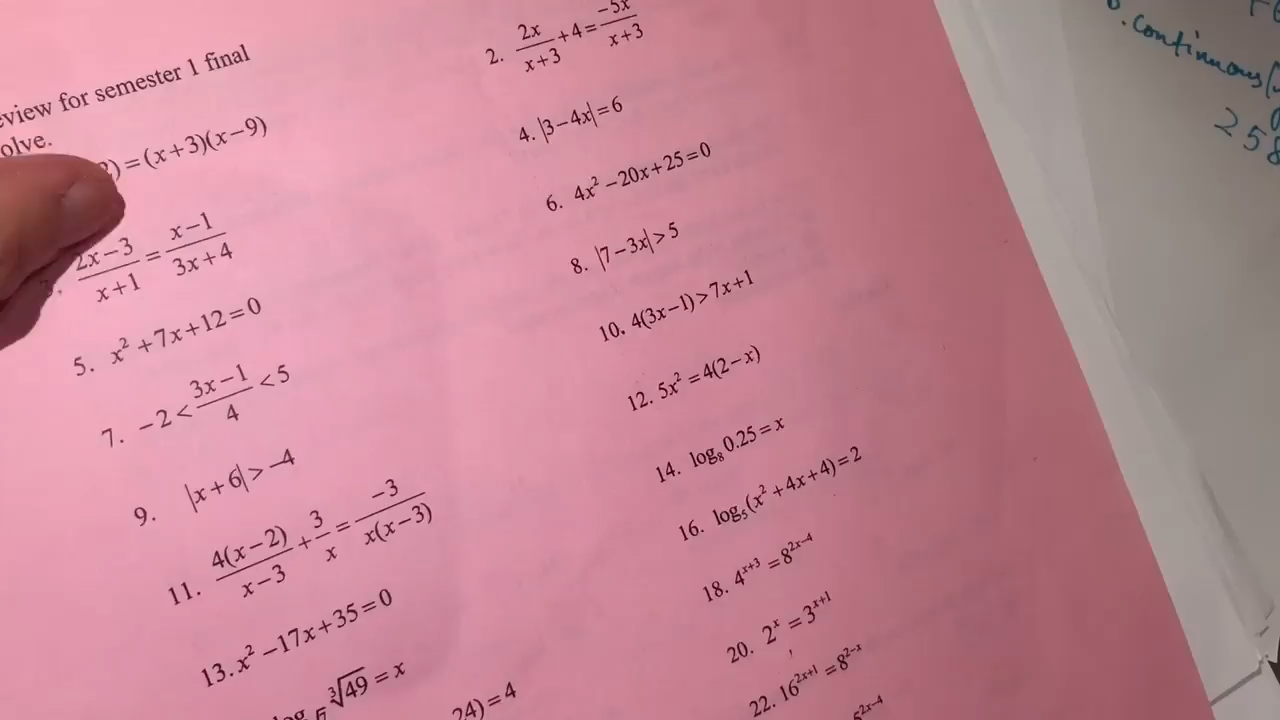 eview for semester 1 final
olve.
) = (x+3)(x−9)
2. 2x/(x+3) + 4 = −5x/(x+3)
(2x−3)/(x+1) = (x−1)/(3x+4)
4. |3−4x| = 6
5. x² + 7x + 12 = 0
6. 4x² − 20x + 25 = 0
7. −2 < (3x−1)/4 < 5
8. |7−3x| > 5
9. |x+6| > −4
10. 4(3x−1) > 7x+1
11. 4(x−2)/(x−3) + 3/x = −3/(x(x−3))
12. 5x² = 4(2−x)
13. x² − 17x + 35 = 0
14. log₈ 0.25 = x
∛49 = x
16. log₅(x² + 4x + 4) = 2
24) = 4
18. 4^(x+3) = 8^(2x−4)
20. 2^x = 3^(x+1)
22. 16^(2x+1) = 8^(2−x)
5^(2x−4)
continuous
258